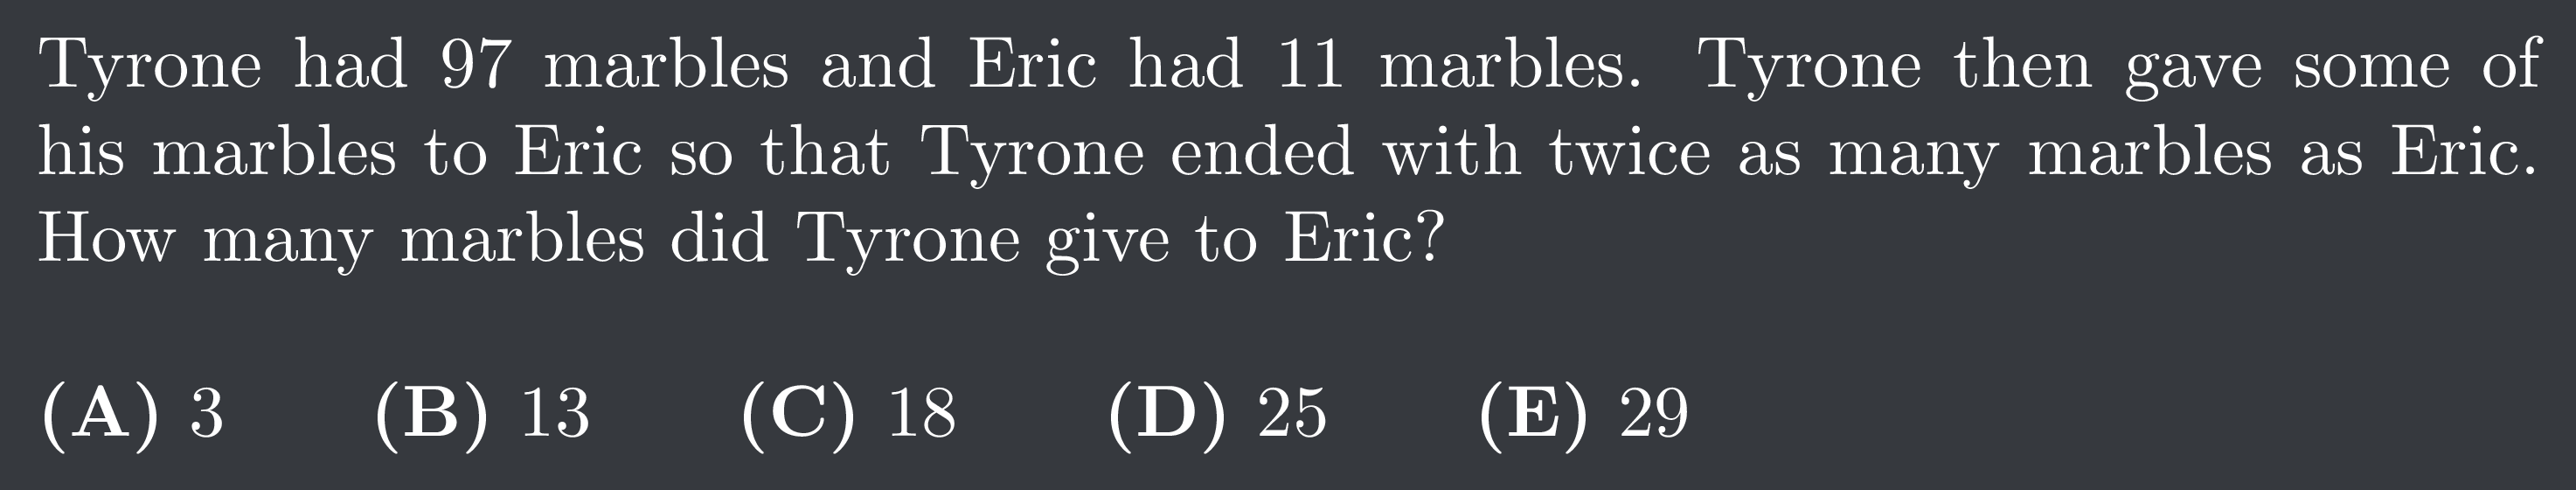 Tyrone had 97 marbles and Eric had 11 marbles. Tyrone then gave some of
his marbles to Eric so that Tyrone ended with twice as many marbles as Eric.
How many marbles did Tyrone give to Eric?
(A) 3 (B) 13 (C) 18 (D) 25 (E) 29